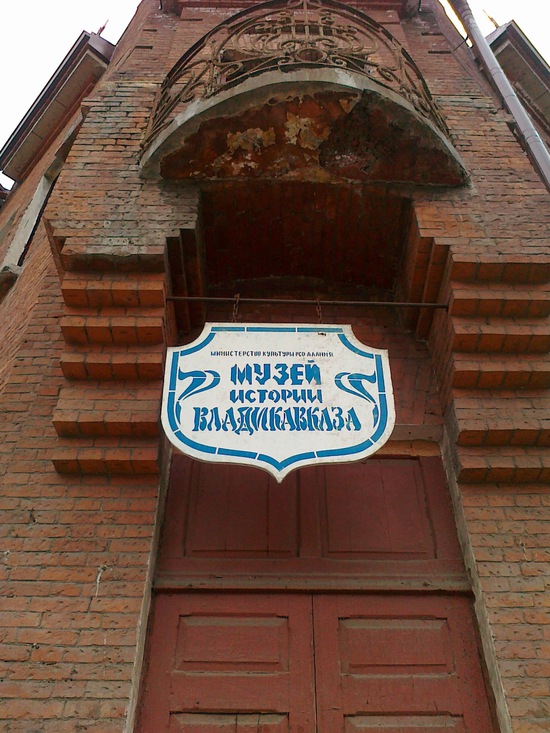 МИНИСТЕРСТВО КУЛЬТУРЫ РСО АЛАНИЯ
МУЗЕЙ
ИСТОРИИ
ВЛАДИКАВКАЗА